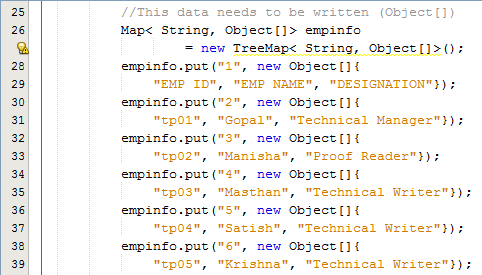 25 //This data needs to be written (Object[])
26 Map< String, Object[]> empinfo
= new TreeMap< String, Object[]>();
28 empinfo.put("1", new Object[]{
29 "EMP ID", "EMP NAME", "DESIGNATION"});
30 empinfo.put("2", new Object[]{
31 "tp01", "Gopal", "Technical Manager"});
32 empinfo.put("3", new Object[]{
33 "tp02", "Manisha", "Proof Reader"});
34 empinfo.put("4", new Object[]{
35 "tp03", "Masthan", "Technical Writer"});
36 empinfo.put("5", new Object[]{
37 "tp04", "Satish", "Technical Writer"});
38 empinfo.put("6", new Object[]{
39 "tp05", "Krishna", "Technical Writer"});